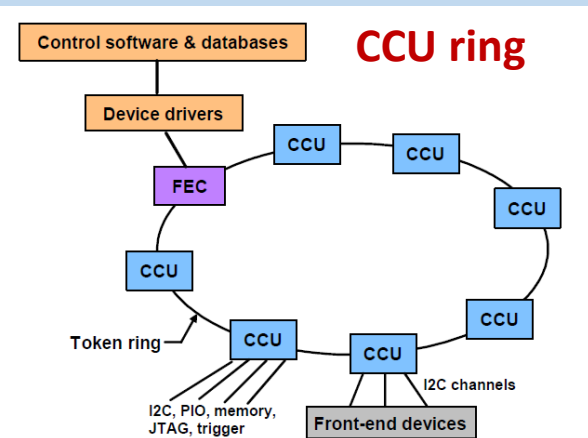 Control software & databases
CCU ring
Device drivers
CCU
CCU
FEC
CCU
CCU
CCU
Token ring
CCU
CCU
I2C channels
I2C, PIO, memory,
JTAG, trigger
Front-end devices